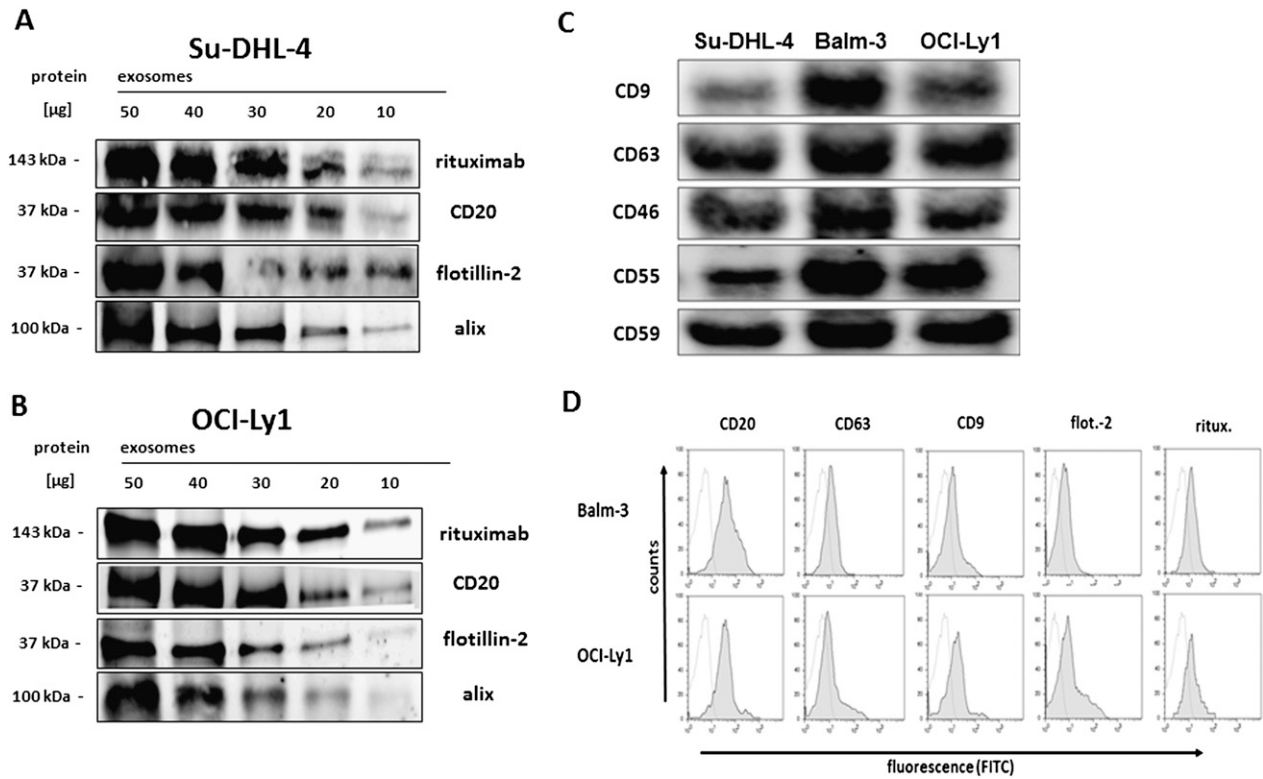 A
Su-DHL-4
protein exosomes
[µg] 50 40 30 20 10
143 kDa - rituximab
37 kDa - CD20
37 kDa - flotillin-2
100 kDa - alix
B
OCI-Ly1
protein exosomes
[µg] 50 40 30 20 10
143 kDa - rituximab
37 kDa - CD20
37 kDa - flotillin-2
100 kDa - alix
C
Su-DHL-4 Balm-3 OCI-Ly1
CD9
CD63
CD46
CD55
CD59
D
CD20 CD63 CD9 flot.-2 ritux.
Balm-3
OCI-Ly1
counts
fluorescence (FITC)